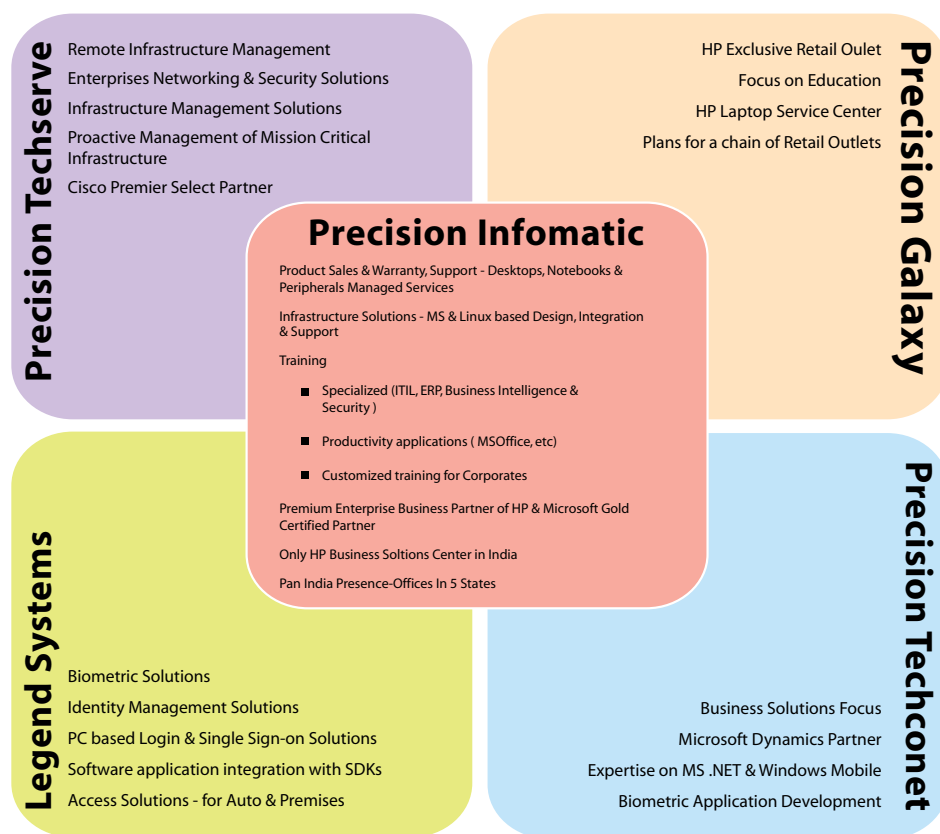 Precision Techserve
Remote Infrastructure Management
Enterprises Networking & Security Solutions
Infrastructure Management Solutions
Proactive Management of Mission Critical
Infrastructure
Cisco Premier Select Partner
Precision Galaxy
HP Exclusive Retail Oulet
Focus on Education
HP Laptop Service Center
Plans for a chain of Retail Outlets
Precision Infomatic
Product Sales & Warranty, Support - Desktops, Notebooks &
Peripherals Managed Services
Infrastructure Solutions - MS & Linux based Design, Integration
& Support
Training
■ Specialized (ITIL, ERP, Business Intelligence &
Security )
■ Productivity applications ( MSOffice, etc)
■ Customized training for Corporates
Premium Enterprise Business Partner of HP & Microsoft Gold
Certified Partner
Only HP Business Soltions Center in India
Pan India Presence-Offices In 5 States
Legend Systems
Biometric Solutions
Identity Management Solutions
PC based Login & Single Sign-on Solutions
Software application integration with SDKs
Access Solutions - for Auto & Premises
Precision Techconet
Business Solutions Focus
Microsoft Dynamics Partner
Expertise on MS .NET & Windows Mobile
Biometric Application Development